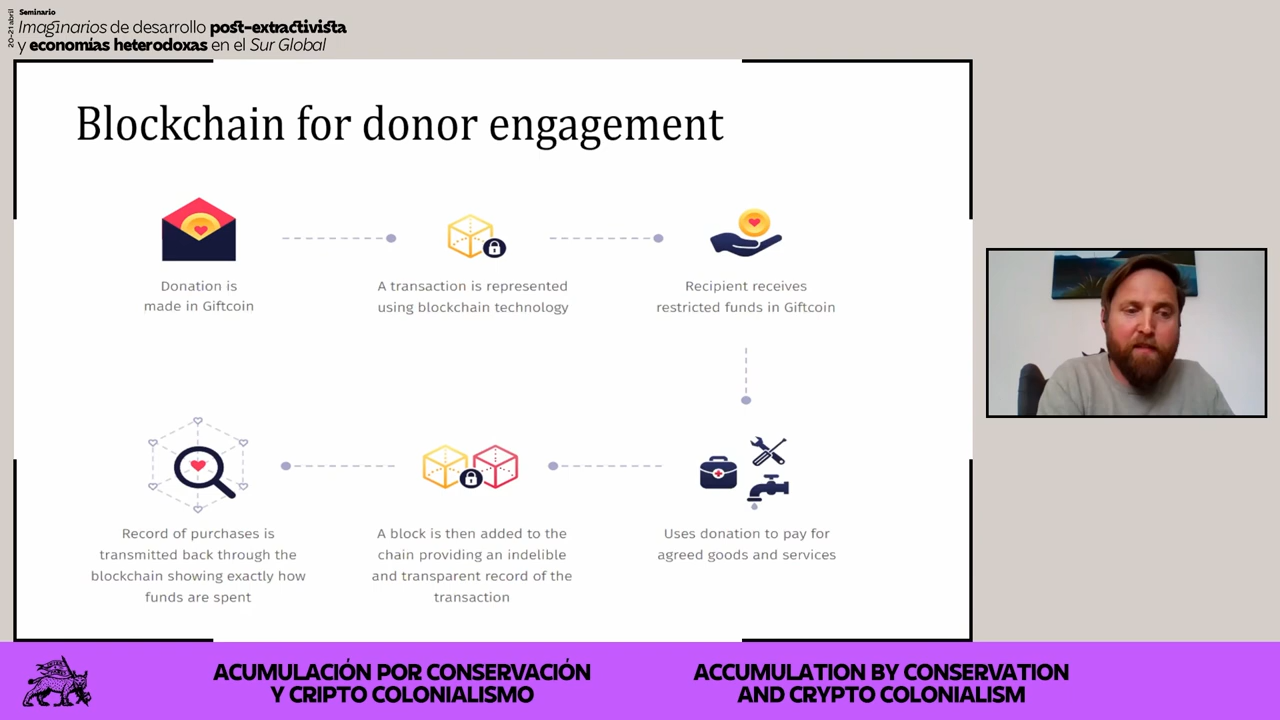 20-21 abril
Seminario
Imaginarios de desarrollo post-extractivista
y economías heterodoxas en el Sur Global
Blockchain for donor engagement
Donation is
made in Giftcoin
A transaction is represented
using blockchain technology
Recipient receives
restricted funds in Giftcoin
Uses donation to pay for
agreed goods and services
A block is then added to the
chain providing an indelible
and transparent record of the
transaction
Record of purchases is
transmitted back through the
blockchain showing exactly how
funds are spent
ACUMULACIÓN POR CONSERVACIÓN
Y CRIPTO COLONIALISMO
ACCUMULATION BY CONSERVATION
AND CRYPTO COLONIALISM